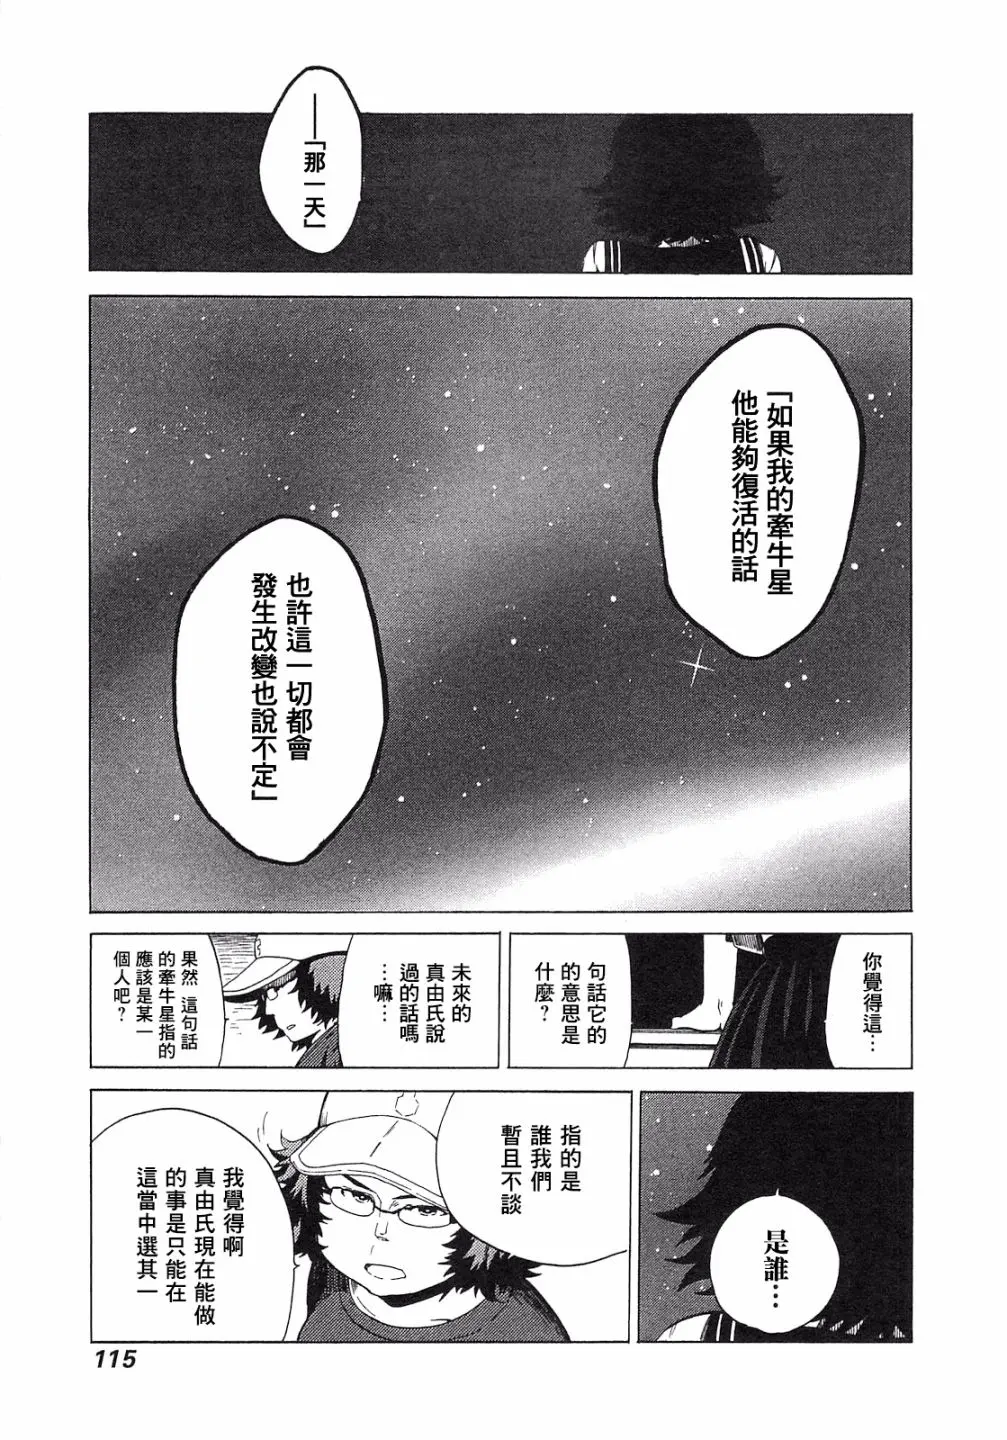 ——「那一天」
「如果我的牽牛星
他能夠復活的話
也許這一切都會
發生改變也說不定」
你覺得這…
句話它的
的意思是
什麼?
未來的
真由氏說
過的話嗎
…嘛…
果然 這句話
的牽牛星指的
應該是某一
個人吧?
是誰…
指的是
誰我們
暫且不談
我覺得啊
真由氏現在能做
的事是只能在
這當中選其一
115